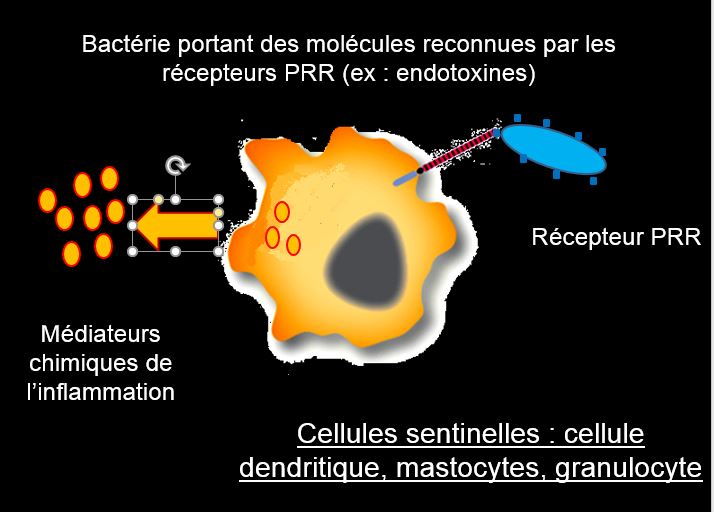 Bactérie portant des molécules reconnues par les
récepteurs PRR (ex : endotoxines)
Récepteur PRR
Médiateurs
chimiques de
l’inflammation
Cellules sentinelles : cellule
dendritique, mastocytes, granulocyte